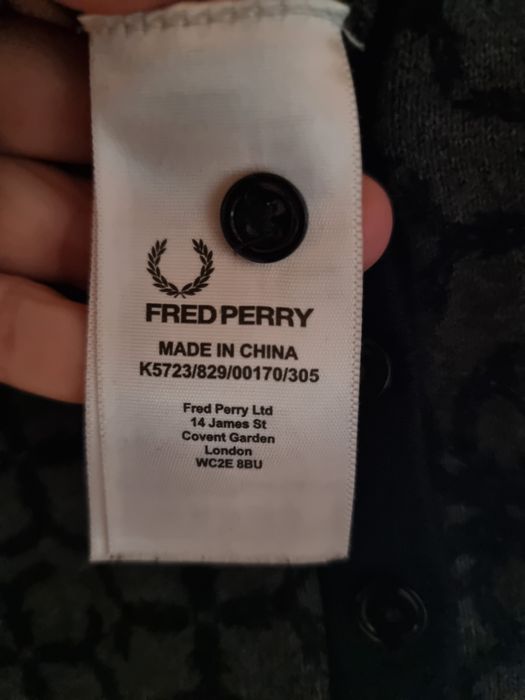 FRED PERRY
MADE IN CHINA
K5723/829/00170/305
Fred Perry Ltd
14 James St
Covent Garden
London
WC2E 8BU